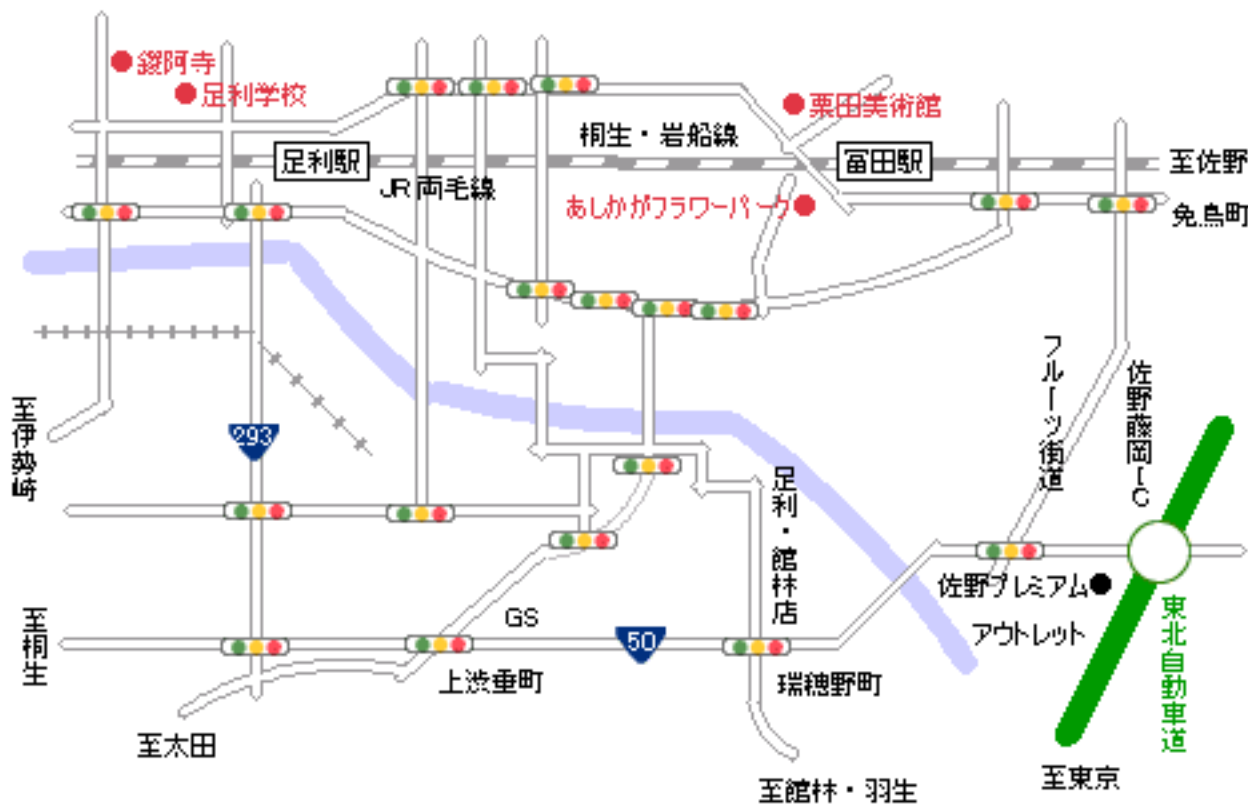 鑁阿寺
足利学校
栗田美術館
桐生・岩船線
足利駅
冨田駅
至佐野
JR両毛線
あしかがフラワーパーク
免鳥町
フルーツ街道
佐野藤岡IC
至伊勢崎
293
足利・館林店
佐野プレミアム
アウトレット
東北自動車道
至桐生
GS
50
上渋垂町
瑞穂野町
至太田
至館林・羽生
至東京